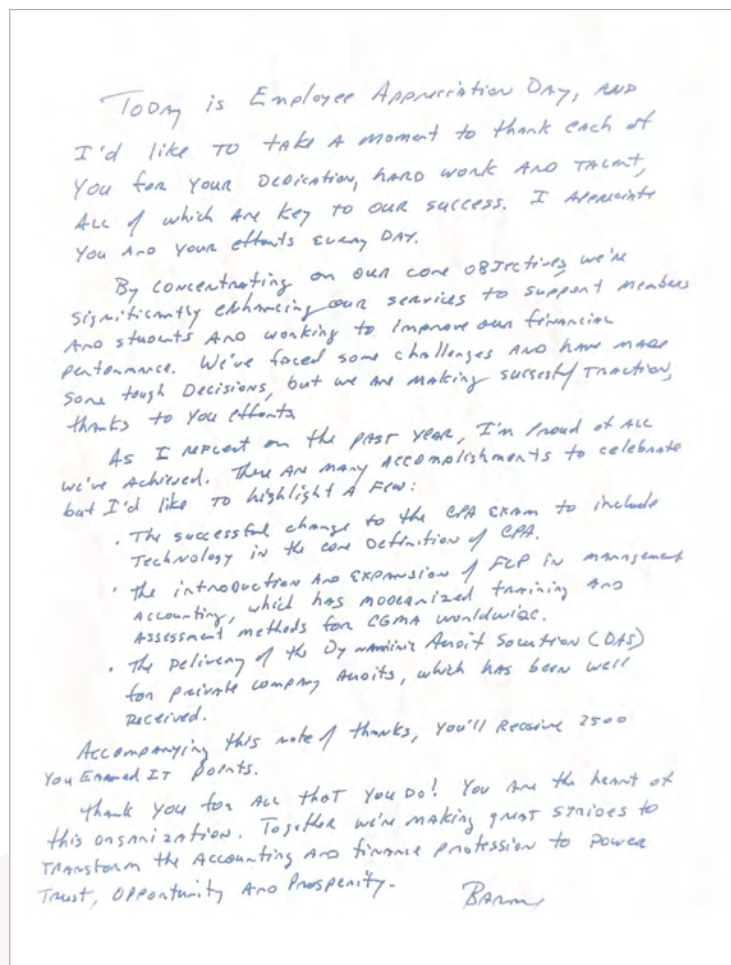 Today is Employee Appreciation Day, and
I'd like to take a moment to thank each of
you for your dedication, hard work and talent,
all of which are key to our success. I appreciate
you and your efforts every day.
By concentrating on our core objectives we're
significantly enhancing our services to support members
and students and working to improve our financial
performance. We've faced some challenges and have made
some tough decisions, but we are making successful traction,
thanks to you efforts
As I reflect on the past year, I'm proud of all
we've achieved. There are many accomplishments to celebrate
but I'd like to highlight a few:
· The successful change to the CPA exam to include
Technology in the core definition of CPA.
· The introduction and expansion of FLP in management
accounting, which has modernized training and
assessment methods for CGMA worldwide.
· The delivery of the Dynamic Audit Solution (DAS)
for private company audits, which has been well
received.
Accompanying this note of thanks, you'll receive 2500
You Earned It points.
Thank you for all that you do! You are the heart of
this organization. Together we're making great strides to
transform the accounting and finance profession to power
Trust, Opportunity and Prosperity.
Barry